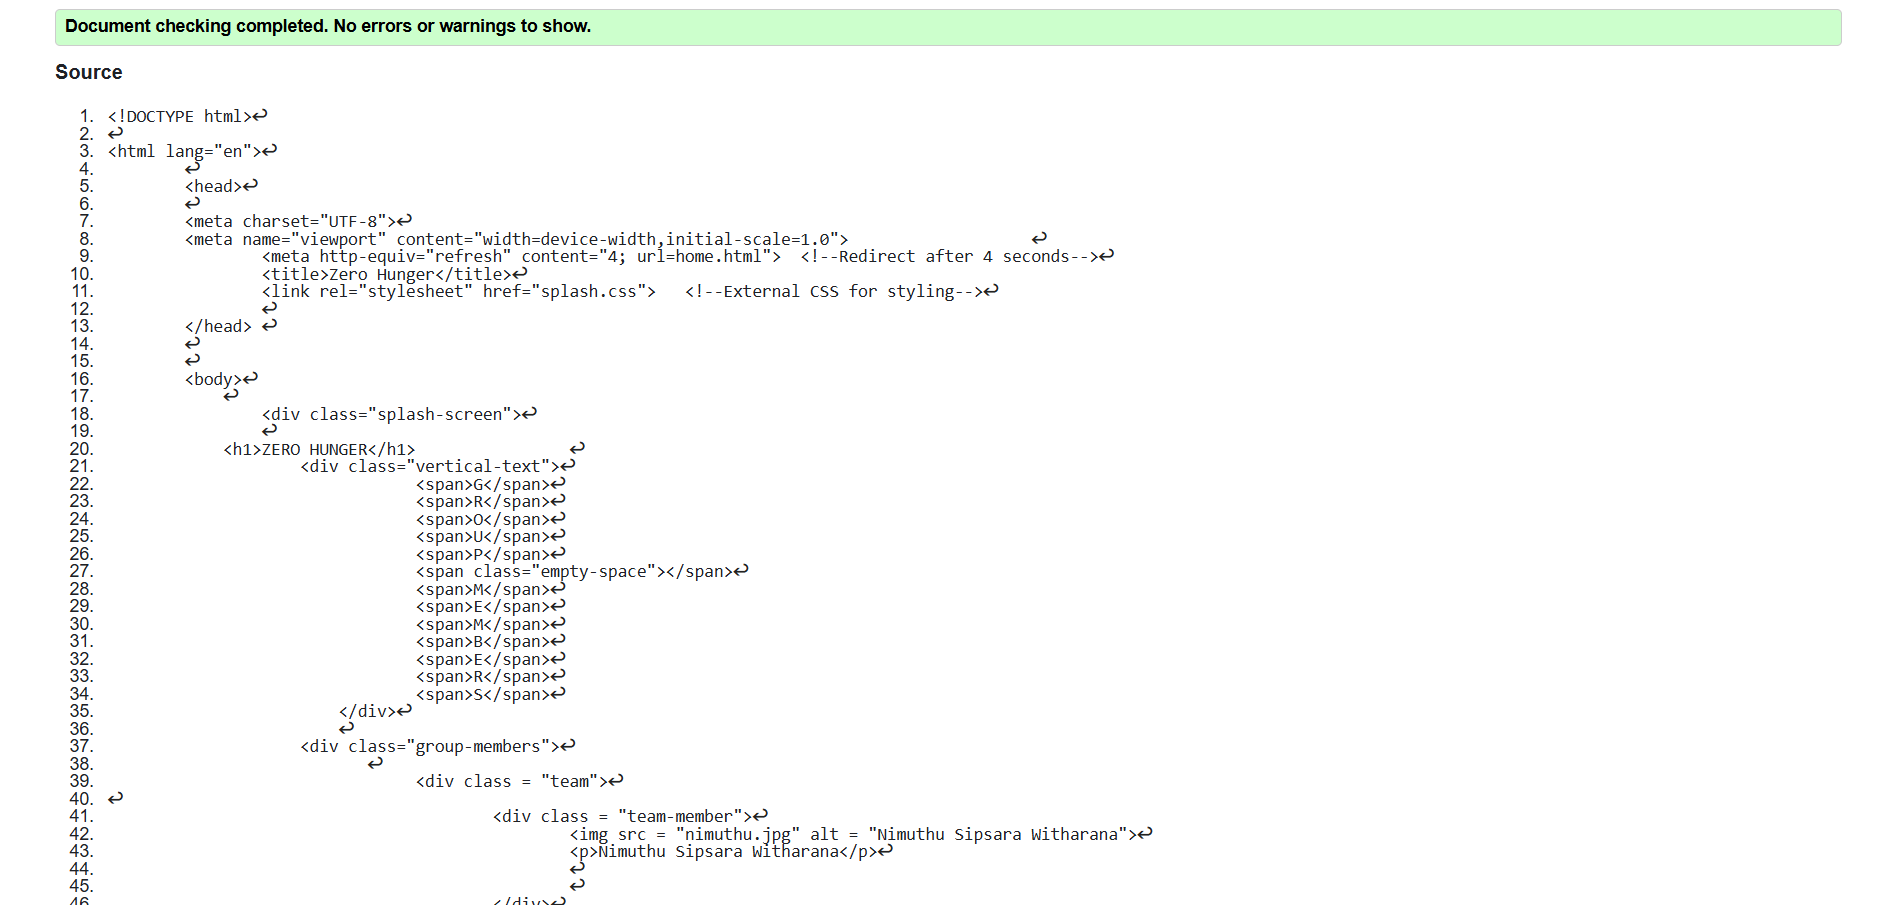 Document checking completed. No errors or warnings to show.
Source
1. <!DOCTYPE html>↩
2. ↩
3. <html lang="en">↩
4. ↩
5. <head>↩
6. ↩
7. <meta charset="UTF-8">↩
8. <meta name="viewport" content="width=device-width,initial-scale=1.0"> ↩
9. <meta http-equiv="refresh" content="4; url=home.html"> <!--Redirect after 4 seconds-->↩
10. <title>Zero Hunger</title>↩
11. <link rel="stylesheet" href="splash.css"> <!--External CSS for styling-->↩
12. ↩
13. </head> ↩
14. ↩
15. ↩
16. <body>↩
17. ↩
18. <div class="splash-screen">↩
19. ↩
20. <h1>ZERO HUNGER</h1> ↩
21. <div class="vertical-text">↩
22. <span>G</span>↩
23. <span>R</span>↩
24. <span>O</span>↩
25. <span>U</span>↩
26. <span>P</span>↩
27. <span class="empty-space"></span>↩
28. <span>M</span>↩
29. <span>E</span>↩
30. <span>M</span>↩
31. <span>B</span>↩
32. <span>E</span>↩
33. <span>R</span>↩
34. <span>S</span>↩
35. </div>↩
36. ↩
37. <div class="group-members">↩
38. ↩
39. <div class = "team">↩
40. ↩
41. <div class = "team-member">↩
42. <img src = "nimuthu.jpg" alt = "Nimuthu Sipsara Witharana">↩
43. <p>Nimuthu Sipsara Witharana</p>↩
44. ↩
45. ↩
46. </div>↩